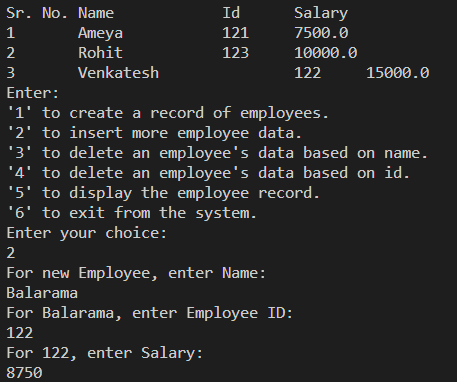 Sr. No. Name            Id      Salary
1       Ameya           121     7500.0
2       Rohit           123     10000.0
3       Venkatesh               122     15000.0
Enter:
'1' to create a record of employees.
'2' to insert more employee data.
'3' to delete an employee's data based on name.
'4' to delete an employee's data based on id.
'5' to display the employee record.
'6' to exit from the system.
Enter your choice:
2
For new Employee, enter Name:
Balarama
For Balarama, enter Employee ID:
122
For 122, enter Salary:
8750